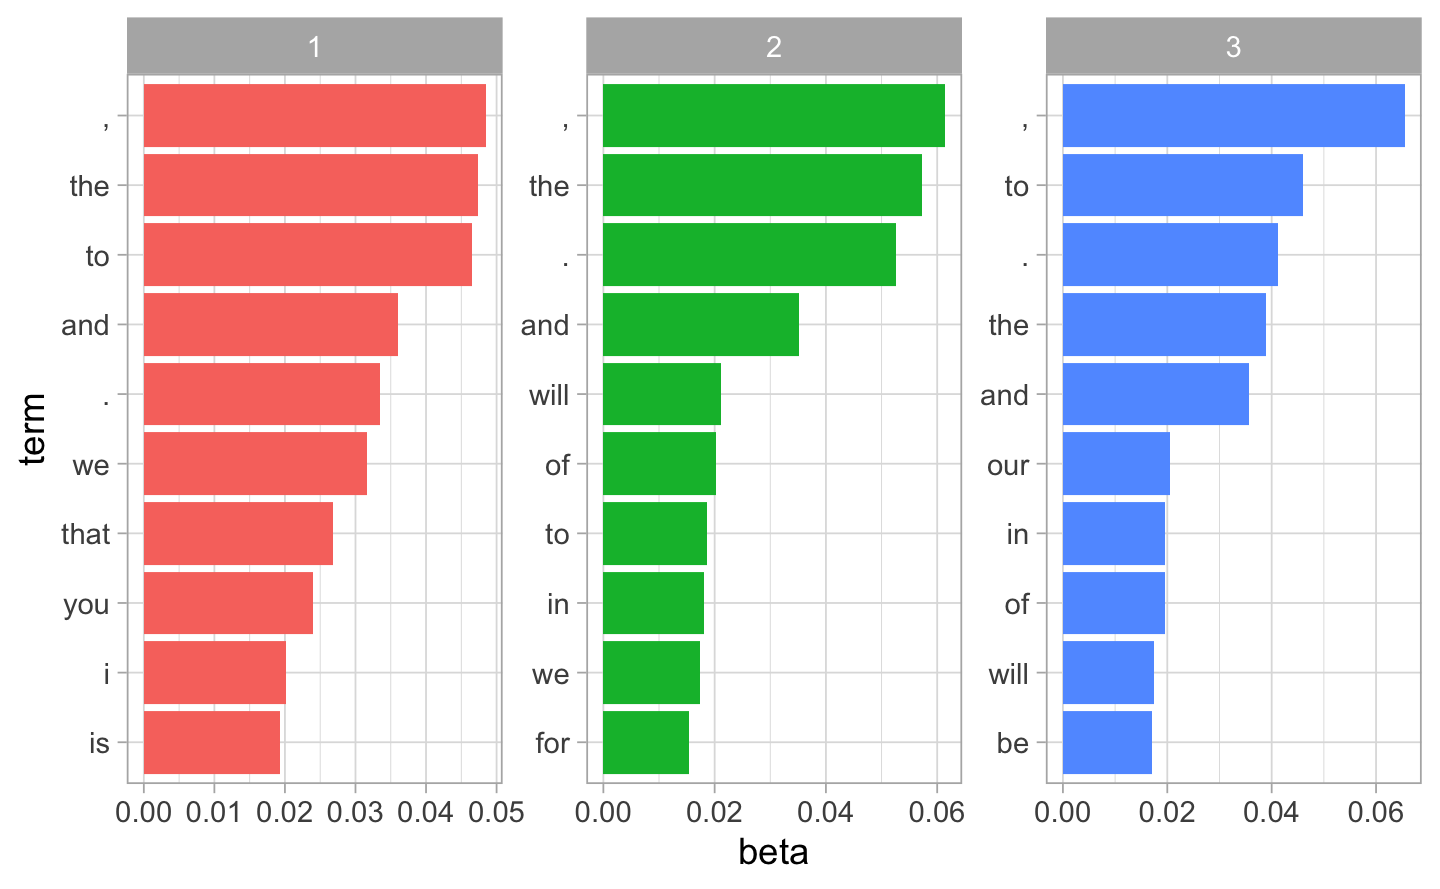 1
2
3
term
,
the
to
and
.
we
that
you
i
is
0.00 0.01 0.02 0.03 0.04 0.05
,
the
.
and
will
of
to
in
we
for
0.00 0.02 0.04 0.06
,
to
.
the
and
our
in
of
will
be
0.00 0.02 0.04 0.06
beta